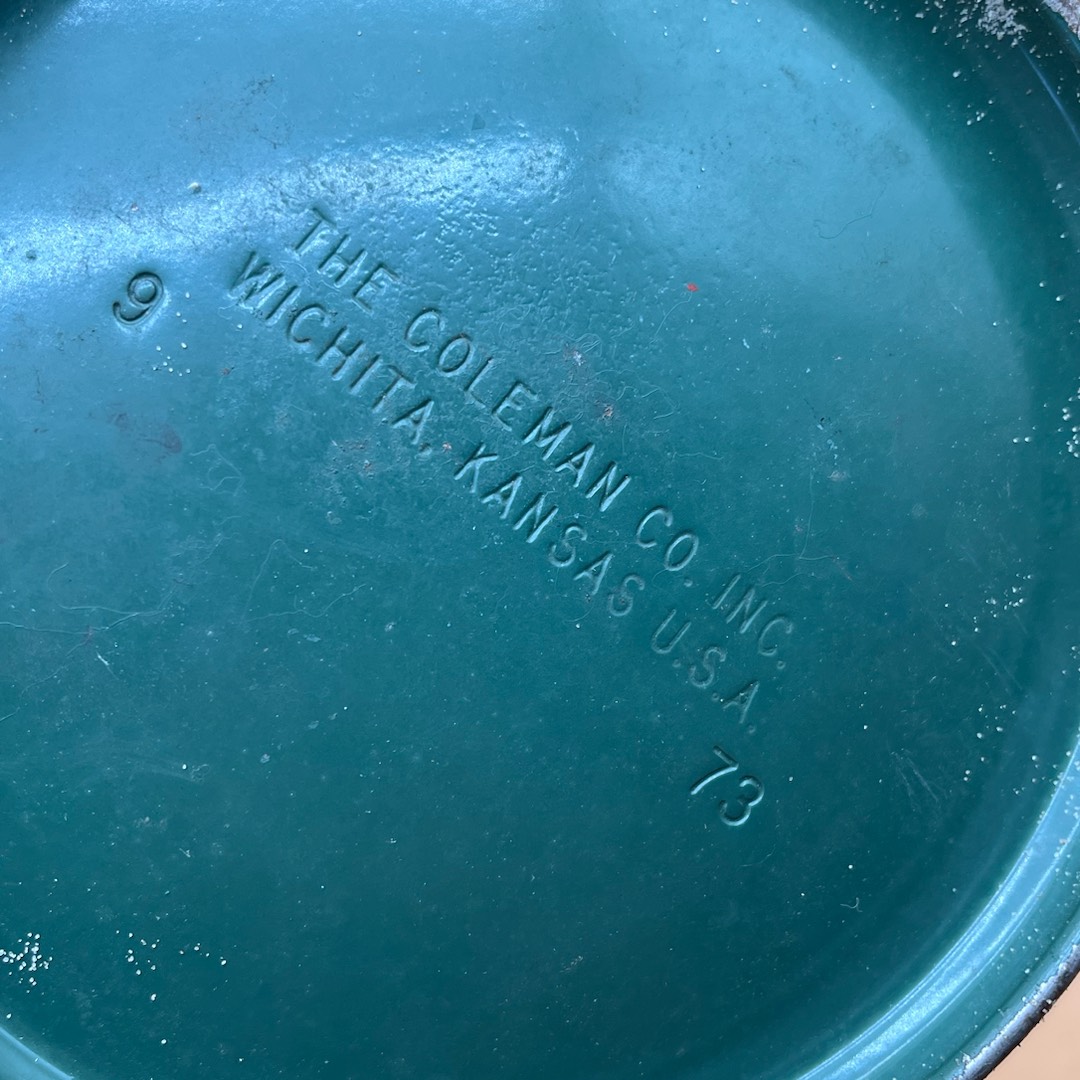 THE COLEMAN CO. INC.
WICHITA, KANSAS U.S.A.
9
73